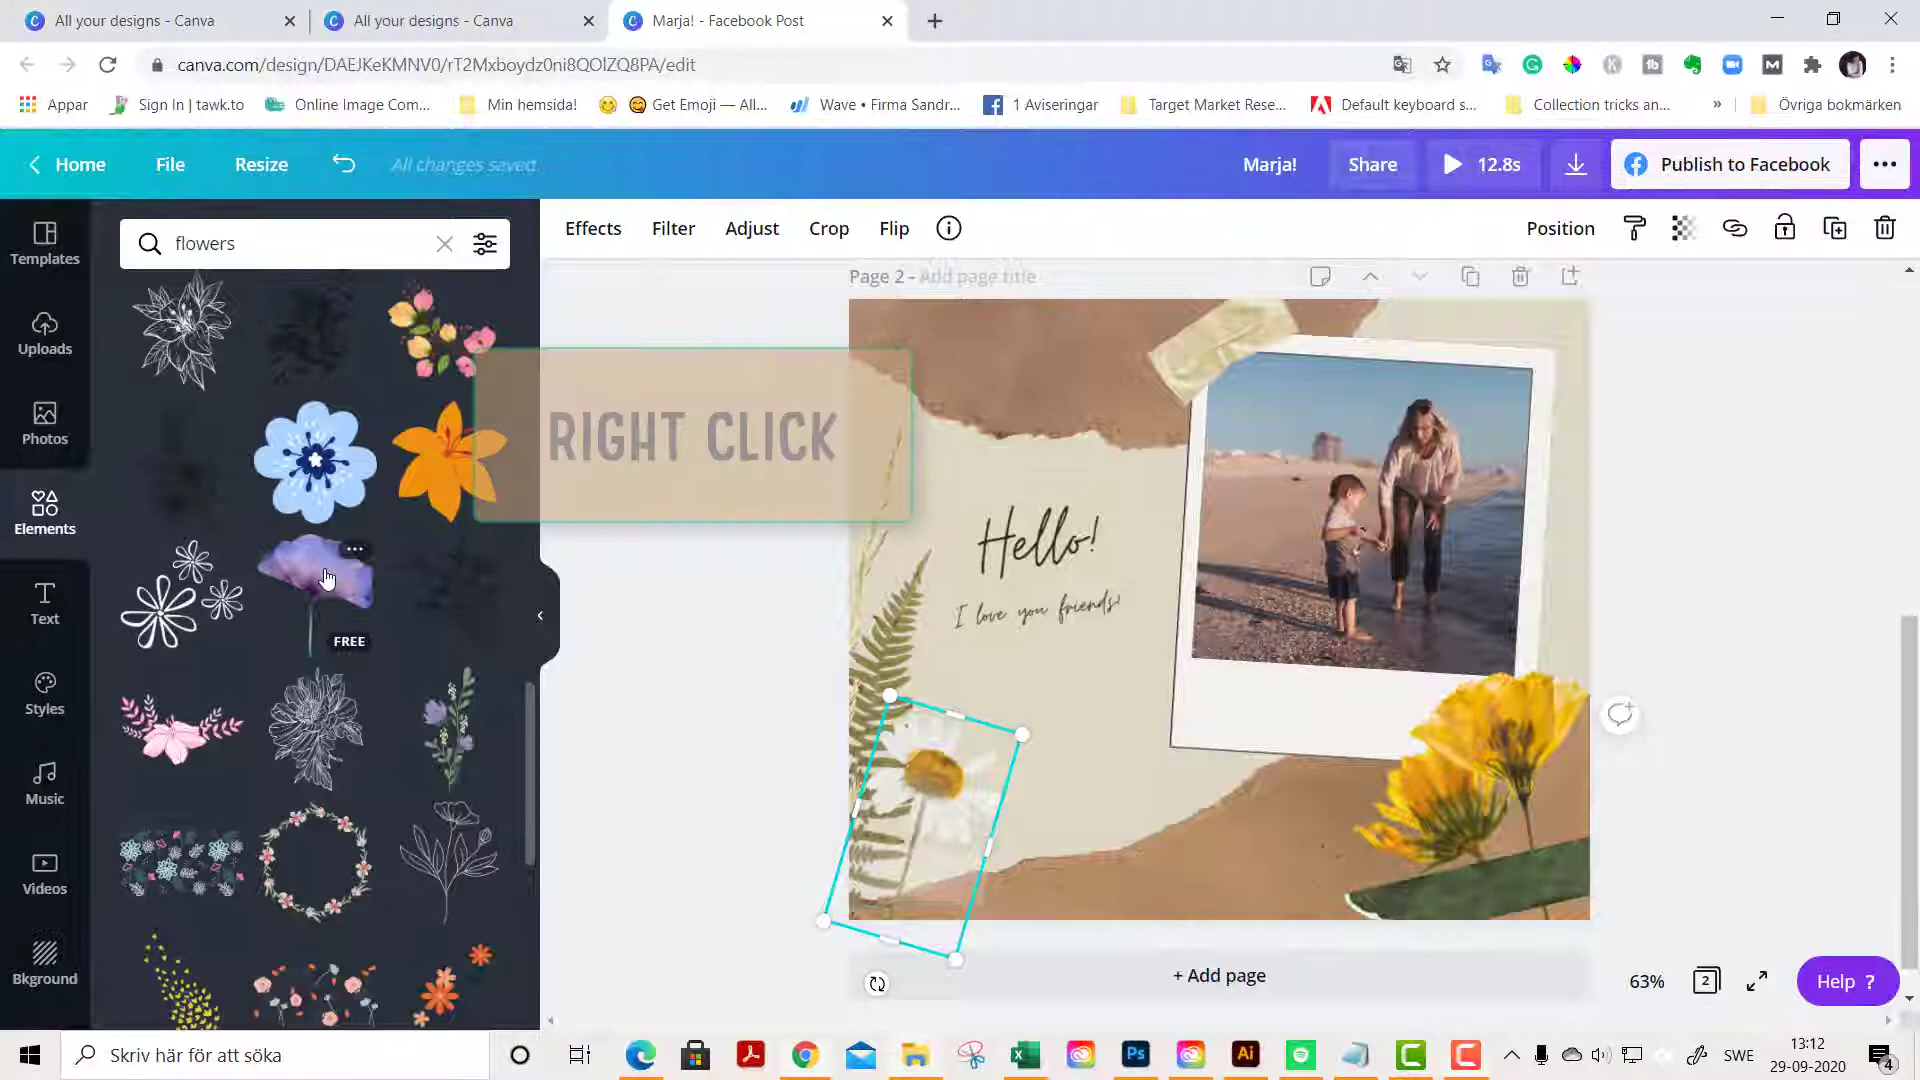 All your designs - Canva
All your designs - Canva
Marja! - Facebook Post
canva.com/design/DAEJKeKMNV0/rT2Mxboydz0ni8QOlZQ8PA/edit
Appar
Sign In | tawk.to
Online Image Com...
Min hemsida!
Get Emoji — All...
Wave • Firma Sandr...
1 Aviseringar
Target Market Rese...
Default keyboard s...
Collection tricks an...
»
Övriga bokmärken
Home
File
Resize
All changes saved
Marja!
Share
12.8s
Publish to Facebook
Templates
Uploads
Photos
Elements
Text
Styles
Music
Videos
Bkground
flowers
FREE
Effects
Filter
Adjust
Crop
Flip
Position
Page 2 - Add page title
RIGHT CLICK
Hello!
I love you friends!
+ Add page
63%
2
Help ?
Skriv här för att söka
SWE
13:12
29-09-2020
4